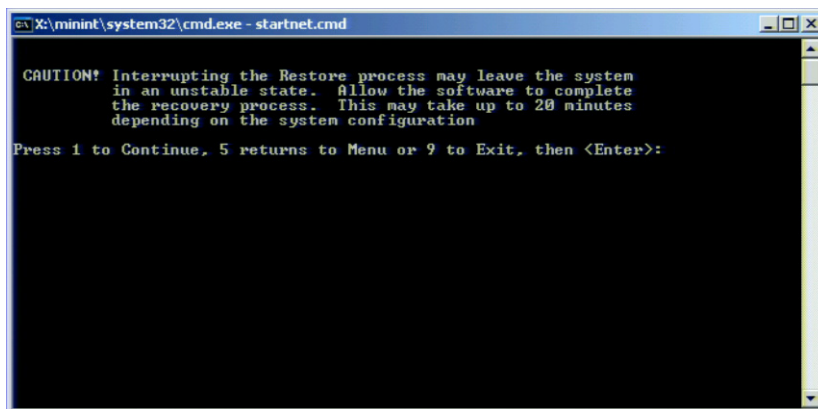 X:\minint\system32\cmd.exe - startnet.cmd
CAUTION! Interrupting the Restore process may leave the system
in an unstable state.  Allow the software to complete
the recovery process.  This may take up to 20 minutes
depending on the system configuration
Press 1 to Continue, 5 returns to Menu or 9 to Exit, then <Enter>: